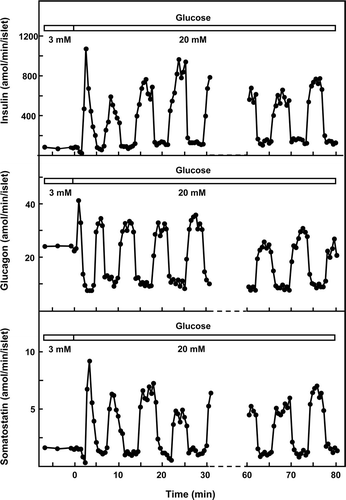 Glucose
3 mM 20 mM
1200
800
400
0
Insulin (amol/min/islet)
Glucose
3 mM 20 mM
40
20
Glucagon (amol/min/islet)
Glucose
3 mM 20 mM
10
5
Somatostatin (amol/min/islet)
0 10 20 30 60 70 80
Time (min)